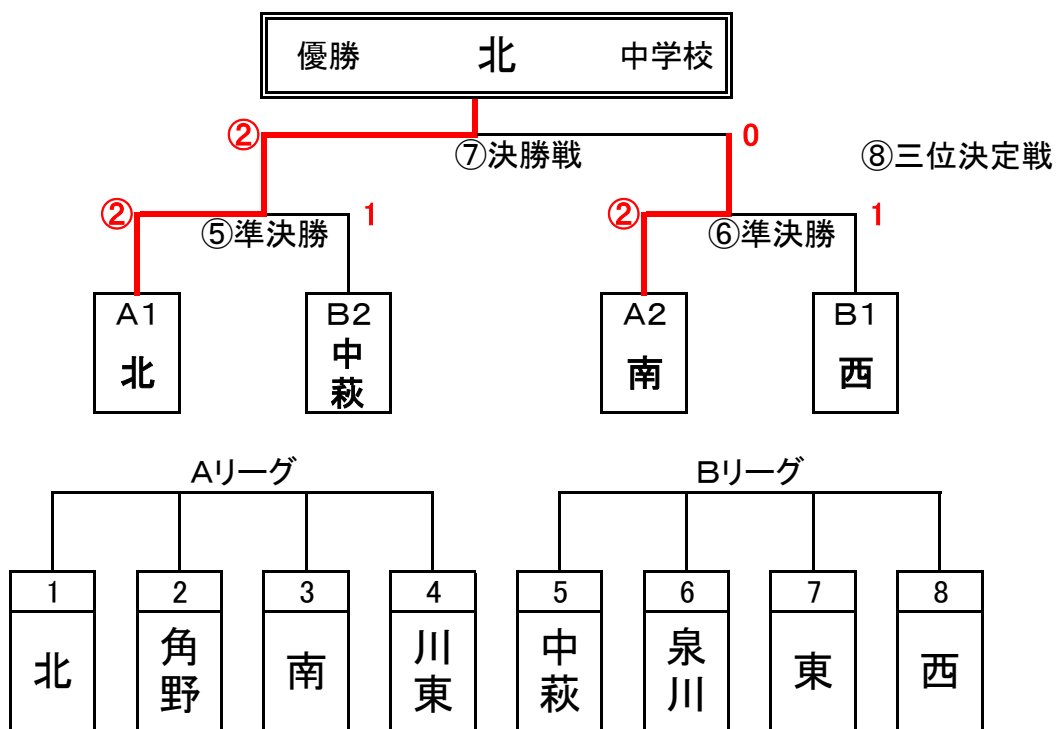 優勝 北 中学校
② 0
⑦決勝戦 ⑧三位決定戦
② 1 ② 1
⑤準決勝 ⑥準決勝
A1 B2 A2 B1
北 中萩 南 西
Aリーグ Bリーグ
1 2 3 4 5 6 7 8
北 角野 南 川東 中萩 泉川 東 西